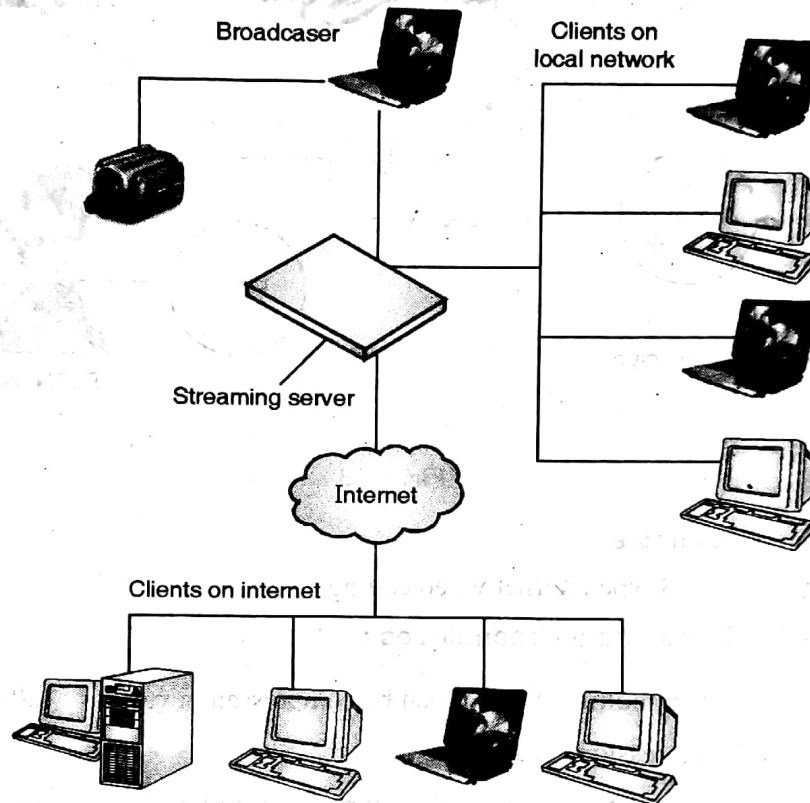 Broadcaser
Clients on
local network
Streaming server
Internet
Clients on internet